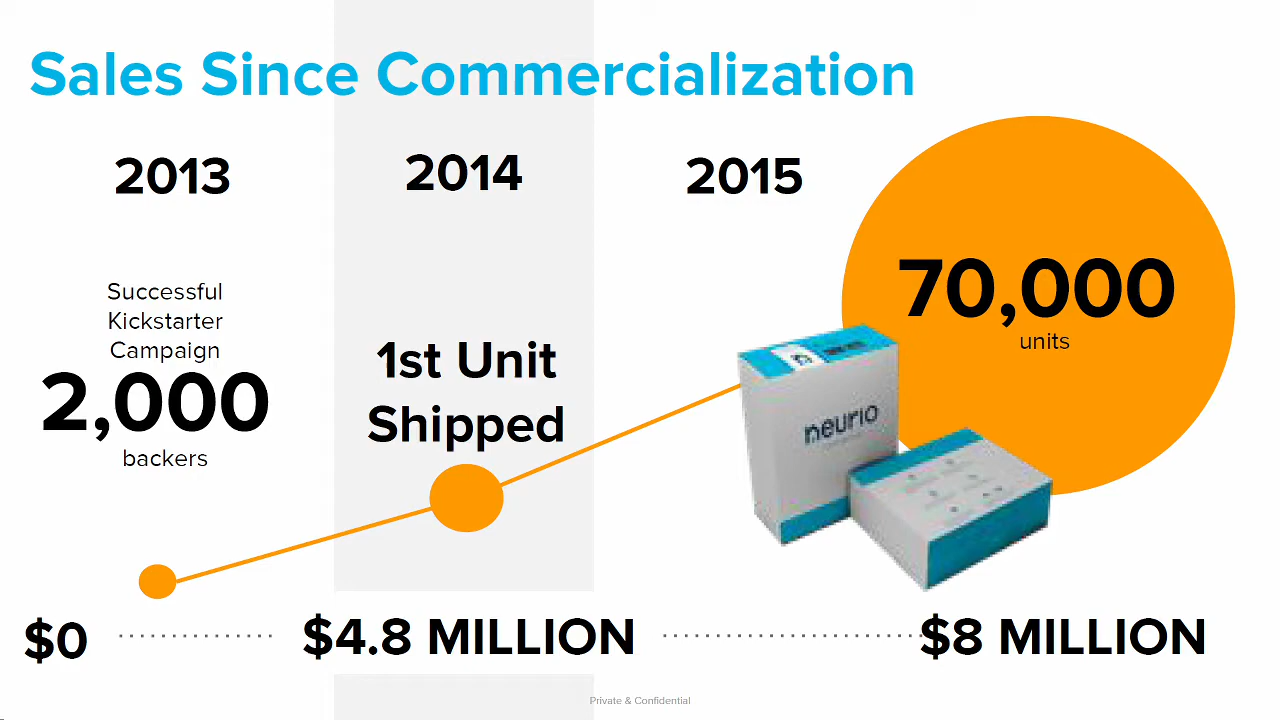 Sales Since Commercialization
2013
2014
2015
Successful
Kickstarter
Campaign
2,000
backers
1st Unit
Shipped
70,000
units
neurio
$0
$4.8 MILLION
$8 MILLION
Private & Confidential